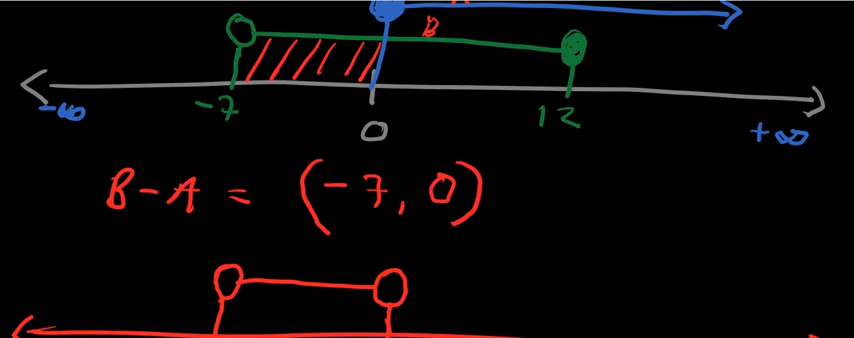 B
-7 0 12
-∞ +∞
B-A = (-7, 0)